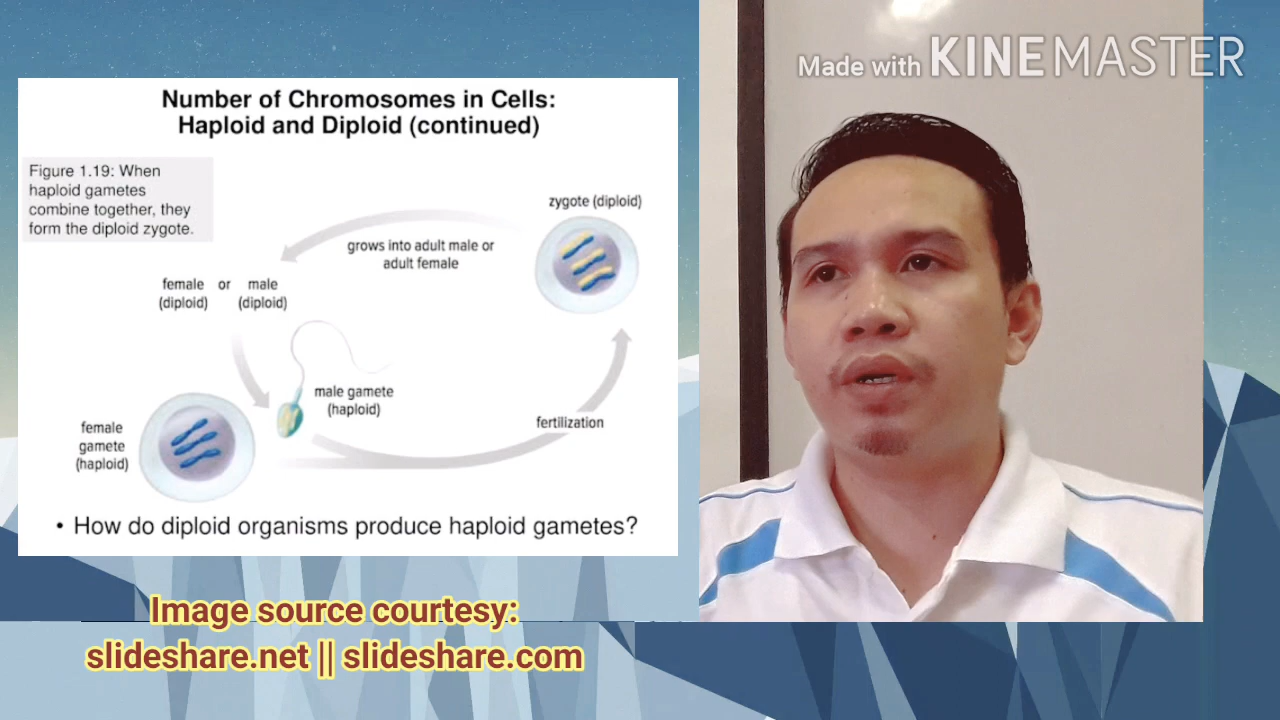 Made with KINEMASTER
Number of Chromosomes in Cells:
Haploid and Diploid (continued)
Figure 1.19: When
haploid gametes
combine together, they
form the diploid zygote.
zygote (diploid)
grows into adult male or
adult female
female or male
(diploid) (diploid)
male gamete
(haploid)
fertilization
female
gamete
(haploid)
• How do diploid organisms produce haploid gametes?
Image source courtesy:
slideshare.net || slideshare.com